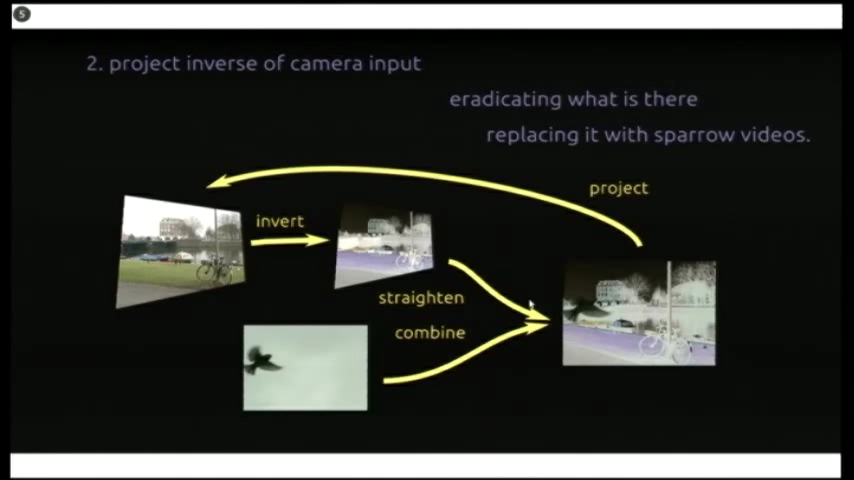 5
2. project inverse of camera input
eradicating what is there
replacing it with sparrow videos.
project
invert
straighten
combine